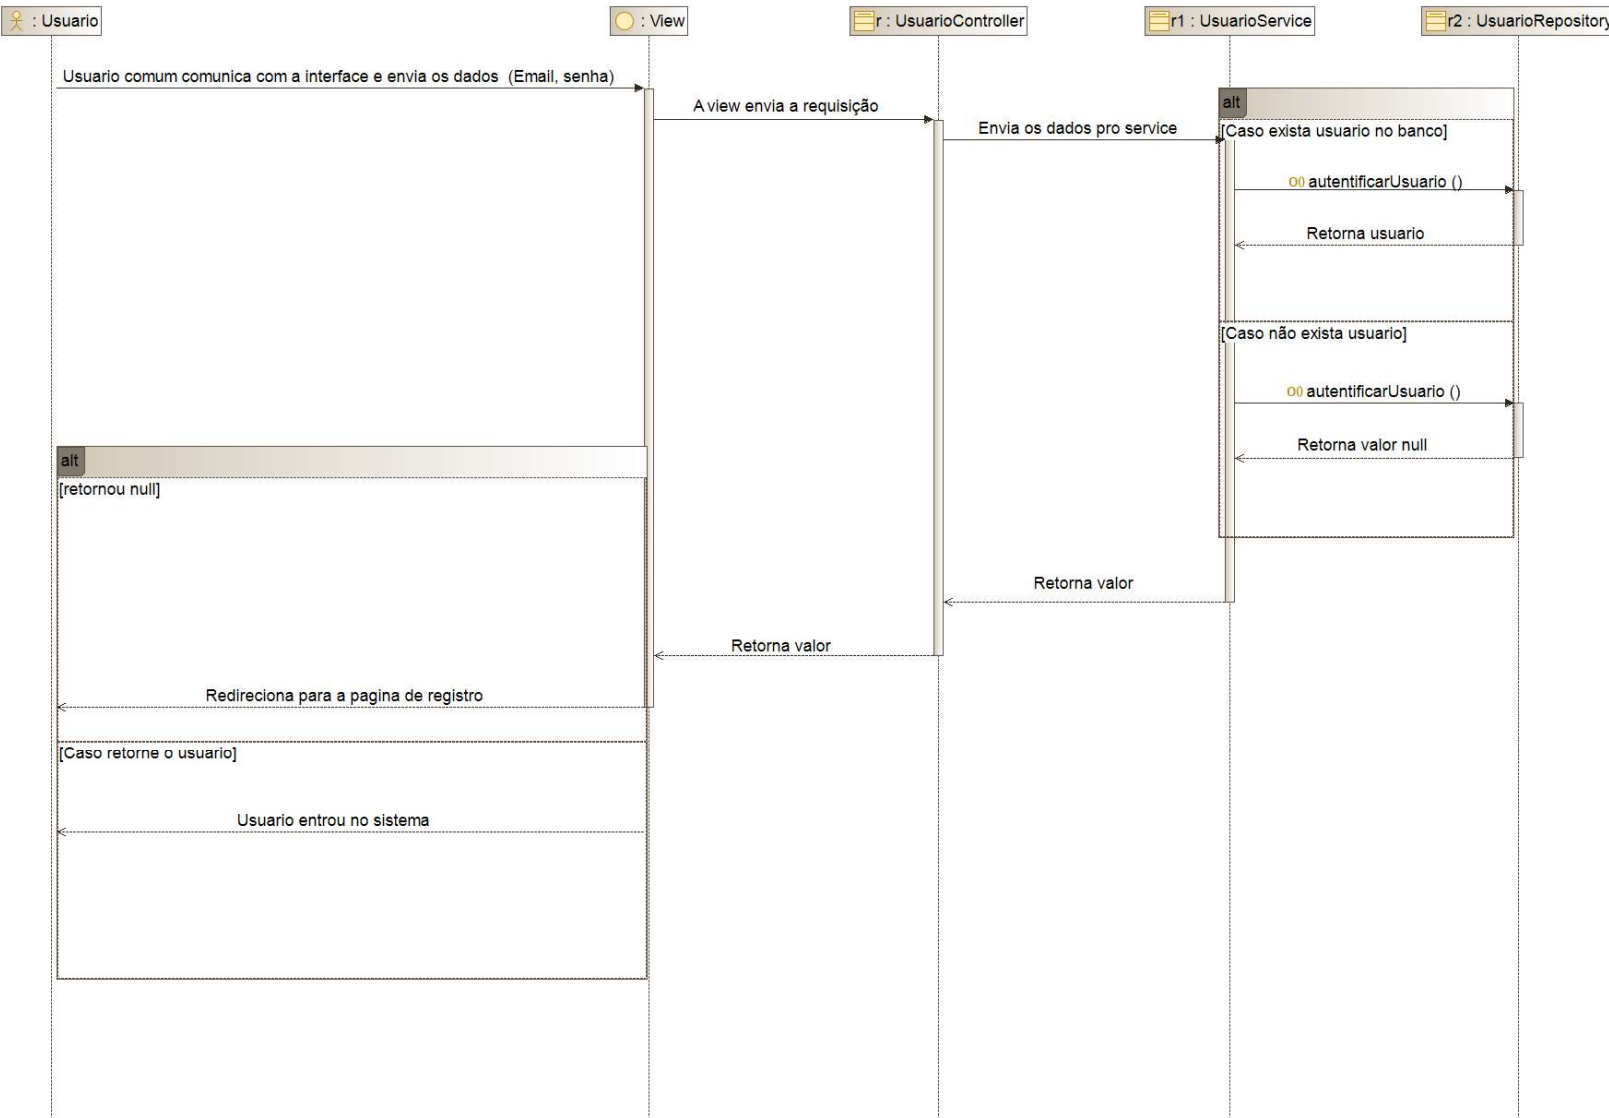 : Usuario
: View
r : UsuarioController
r1 : UsuarioService
r2 : UsuarioRepository
Usuario comum comunica com a interface e envia os dados (Email, senha)
A view envia a requisição
Envia os dados pro service
alt
[Caso exista usuario no banco]
autentificarUsuario ()
Retorna usuario
[Caso não exista usuario]
autentificarUsuario ()
Retorna valor null
alt
[retornou null]
Retorna valor
Retorna valor
Redireciona para a pagina de registro
[Caso retorne o usuario]
Usuario entrou no sistema